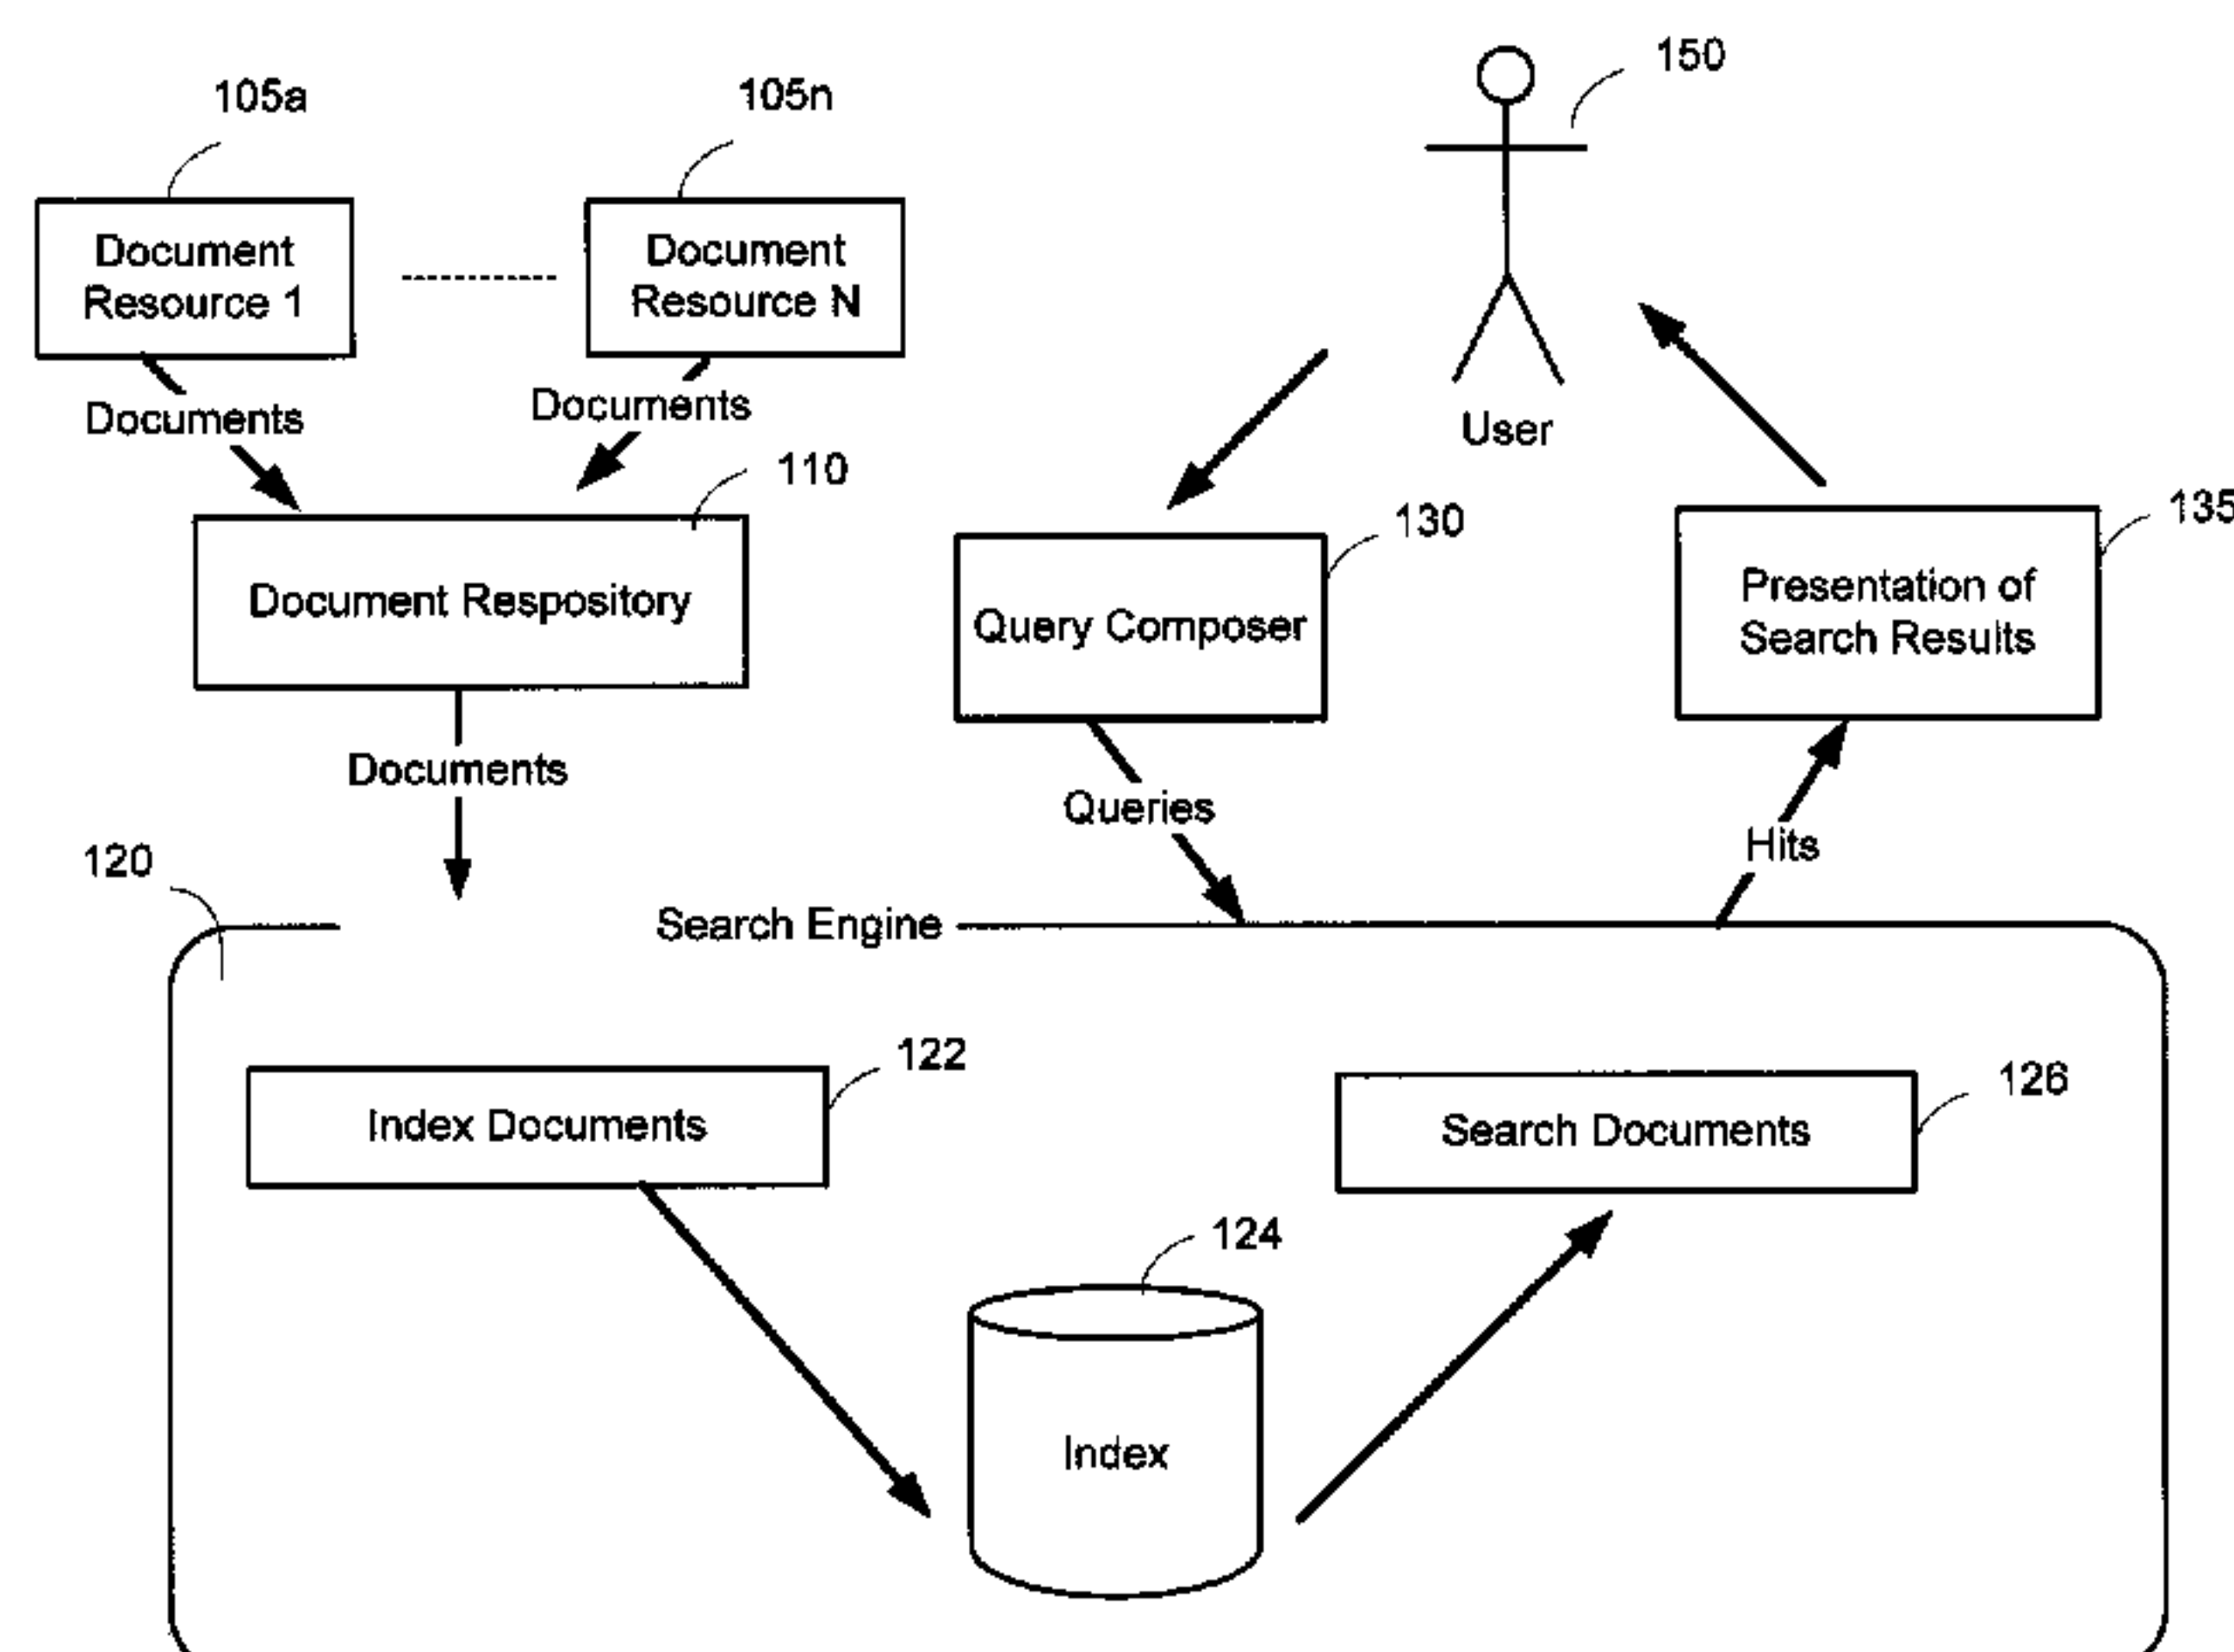 105a
105n
150
Document
Resource 1
Document
Resource N
Documents
Documents
User
110
130
135
Document Respository
Query Composer
Presentation of
Search Results
Documents
Queries
Hits
120
Search Engine
122
Index Documents
126
Search Documents
124
Index